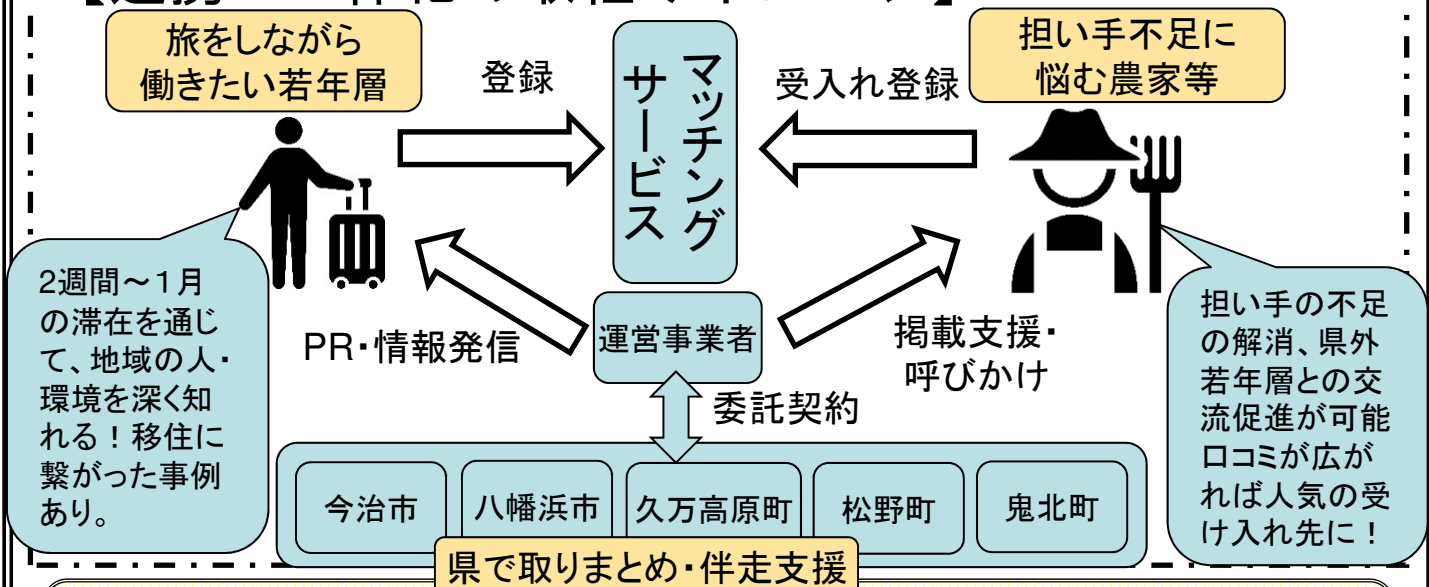 旅をしながら
働きたい若年層
登録
マッチング
サービス
受入れ登録
担い手不足に
悩む農家等
2週間～１月
の滞在を通じ
て、地域の人・
環境を深く知
れる！移住に
繋がった事例
あり。
PR・情報発信
運営事業者
掲載支援・
呼びかけ
担い手の不足
の解消、県外
若年層との交
流促進が可能
口コミが広が
れば人気の受
け入れ先に！
委託契約
今治市
八幡浜市
久万高原町
松野町
鬼北町
県で取りまとめ・伴走支援